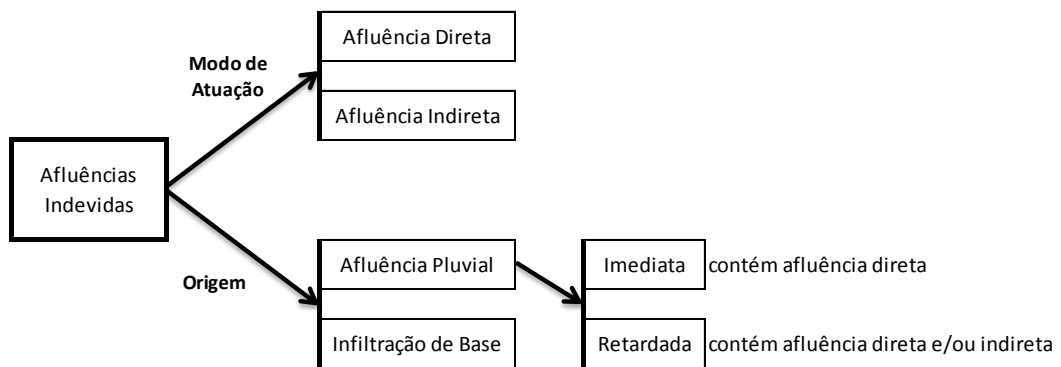 Afluência Direta
Modo de
Atuação
Afluência Indireta
Afluências
Indevidas
Origem
Afluência Pluvial
Imediata
contém afluência direta
Infiltração de Base
Retardada
contém afluência direta e/ou indireta